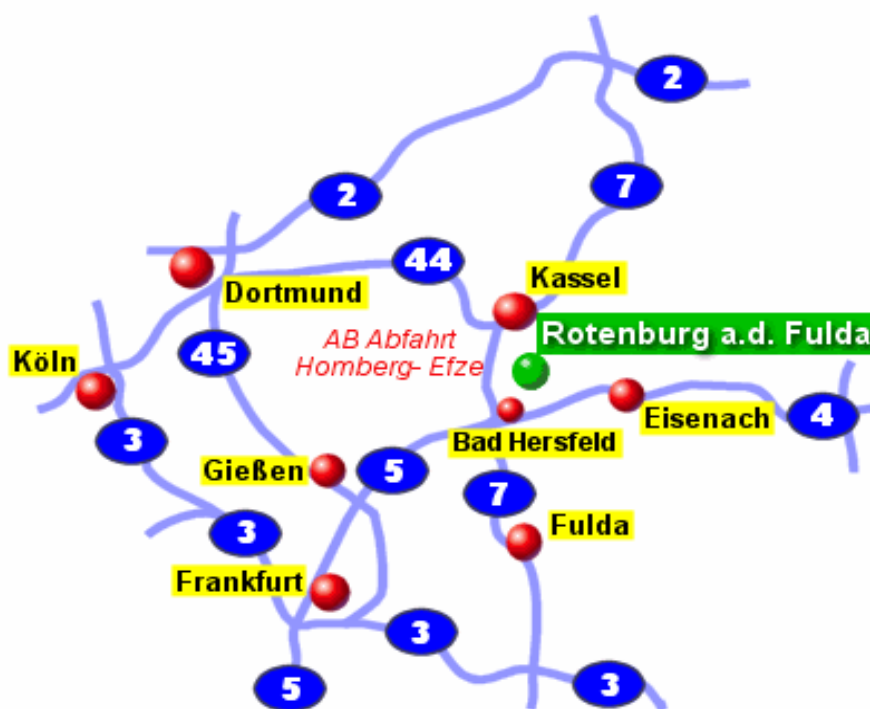 2
2
7
44
Kassel
Dortmund
Rotenburg a.d. Fulda
AB Abfahrt
Homberg- Efze
45
Köln
Eisenach
4
3
Bad Hersfeld
Gießen
5
7
Fulda
3
Frankfurt
3
5
3